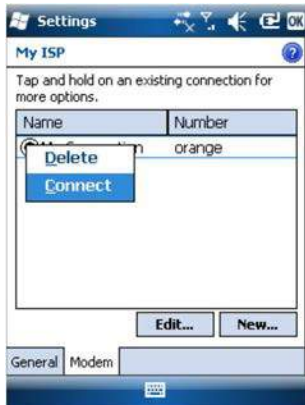 Settings
OK
My ISP
?
Tap and hold on an existing connection for
more options.
Name Number
orange
Delete
Connect
Edit... New...
General Modem